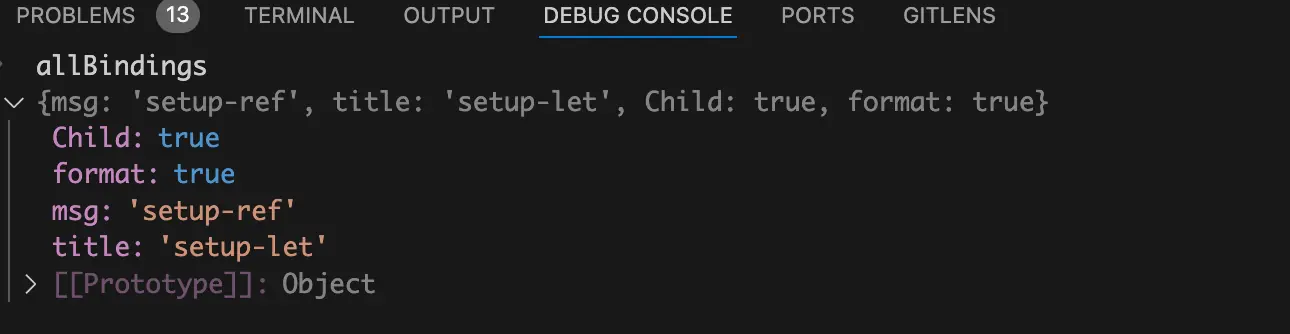 PROBLEMS 13 TERMINAL OUTPUT DEBUG CONSOLE PORTS GITLENS
allBindings
{msg: 'setup-ref', title: 'setup-let', Child: true, format: true}
Child: true
format: true
msg: 'setup-ref'
title: 'setup-let'
[[Prototype]]: Object